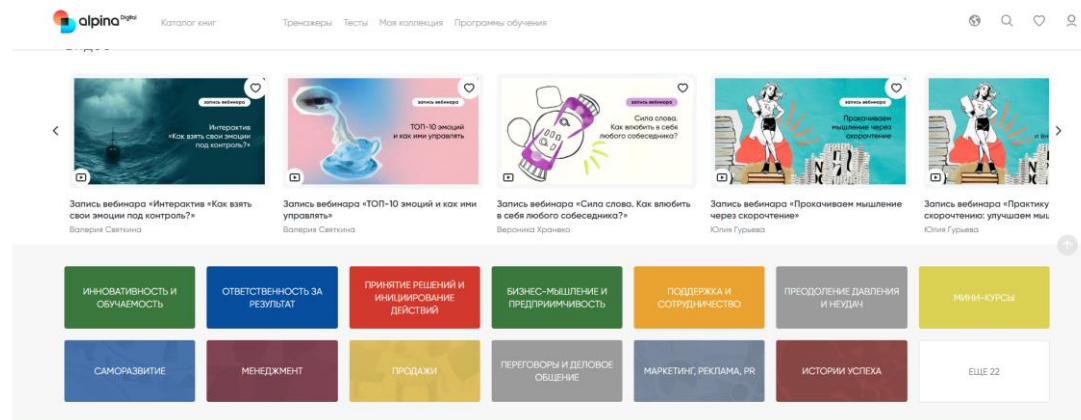 alpina Digital
Каталог книг
Тренажеры Тесты Моя коллекция Программы обучения
запись вебинара
Интерактив
«Как взять свои эмоции
под контроль?»
запись вебинара
ТОП-10 эмоций
и как ими управлять
запись вебинара
Сила слова.
Как влюбить в себя
любого собеседника?
запись вебинара
Прокачиваем
мышление через
скорочтение
Запись вебинара «Интерактив «Как взять
свои эмоции под контроль?»
Валерия Святкина
Запись вебинара «ТОП-10 эмоций и как ими
управлять»
Валерия Святкина
Запись вебинара «Сила слова. Как влюбить
в себя любого собеседника?»
Вероника Хранеко
Запись вебинара «Прокачиваем мышление
через скорочтение»
Юлия Гурьева
Запись вебинара «Практику
скорочтению: улучшаем
Юлия Гурьева
ИННОВАТИВНОСТЬ И
ОБУЧАЕМОСТЬ
ОТВЕТСТВЕННОСТЬ ЗА
РЕЗУЛЬТАТ
ПРИНЯТИЕ РЕШЕНИЙ И
ИНИЦИИРОВАНИЕ
ДЕЙСТВИЙ
БИЗНЕС-МЫШЛЕНИЕ И
ПРЕДПРИИМЧИВОСТЬ
ПОДДЕРЖКА И
СОТРУДНИЧЕСТВО
ПРЕОДОЛЕНИЕ ДАВЛЕНИЯ
И НЕУДАЧ
МИНИ-КУРСЫ
САМОРАЗВИТИЕ
МЕНЕДЖМЕНТ
ПРОДАЖИ
ПЕРЕГОВОРЫ И ДЕЛОВОЕ
ОБЩЕНИЕ
МАРКЕТИНГ, РЕКЛАМА, PR
ИСТОРИИ УСПЕХА
ЕЩЕ 22